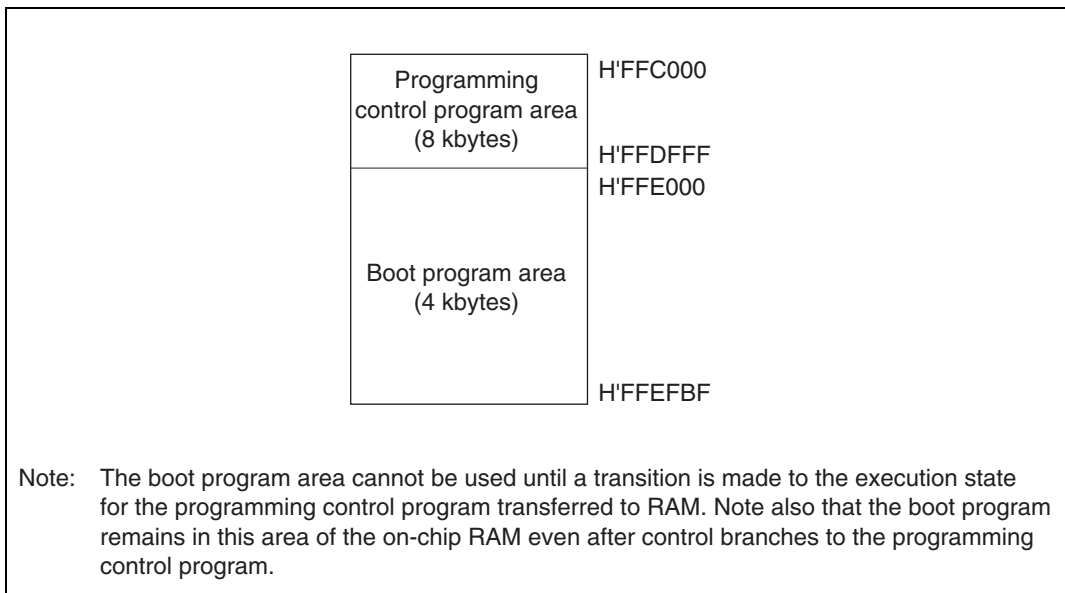 Programming
control program area
(8 kbytes)
H'FFC000
H'FFDFFF
H'FFE000
Boot program area
(4 kbytes)
H'FFEFBF
Note: The boot program area cannot be used until a transition is made to the execution state
for the programming control program transferred to RAM. Note also that the boot program
remains in this area of the on-chip RAM even after control branches to the programming
control program.